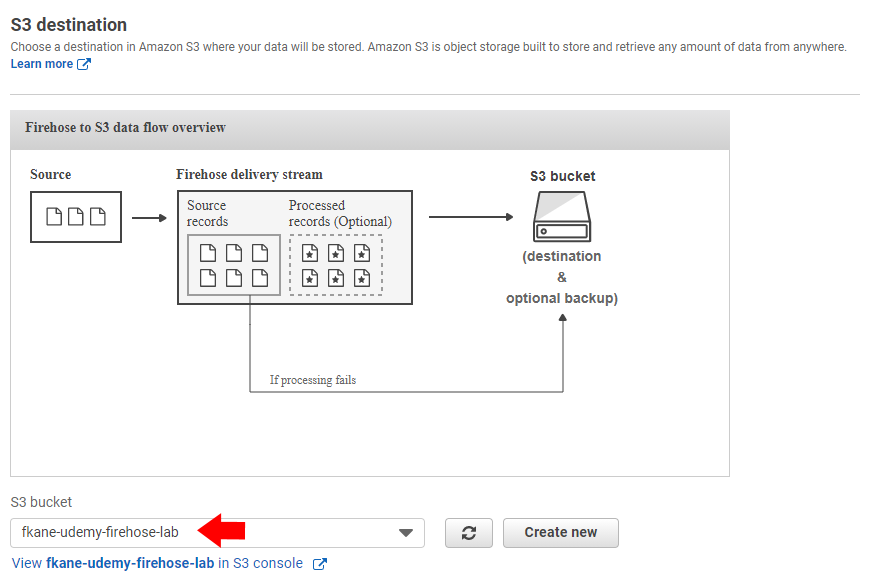 S3 destination
Choose a destination in Amazon S3 where your data will be stored. Amazon S3 is object storage built to store and retrieve any amount of data from anywhere.
Learn more
Firehose to S3 data flow overview
Source
Firehose delivery stream
S3 bucket
Source
records
Processed
records (Optional)
(destination
&
optional backup)
If processing fails
S3 bucket
fkane-udemy-firehose-lab
Create new
View fkane-udemy-firehose-lab in S3 console